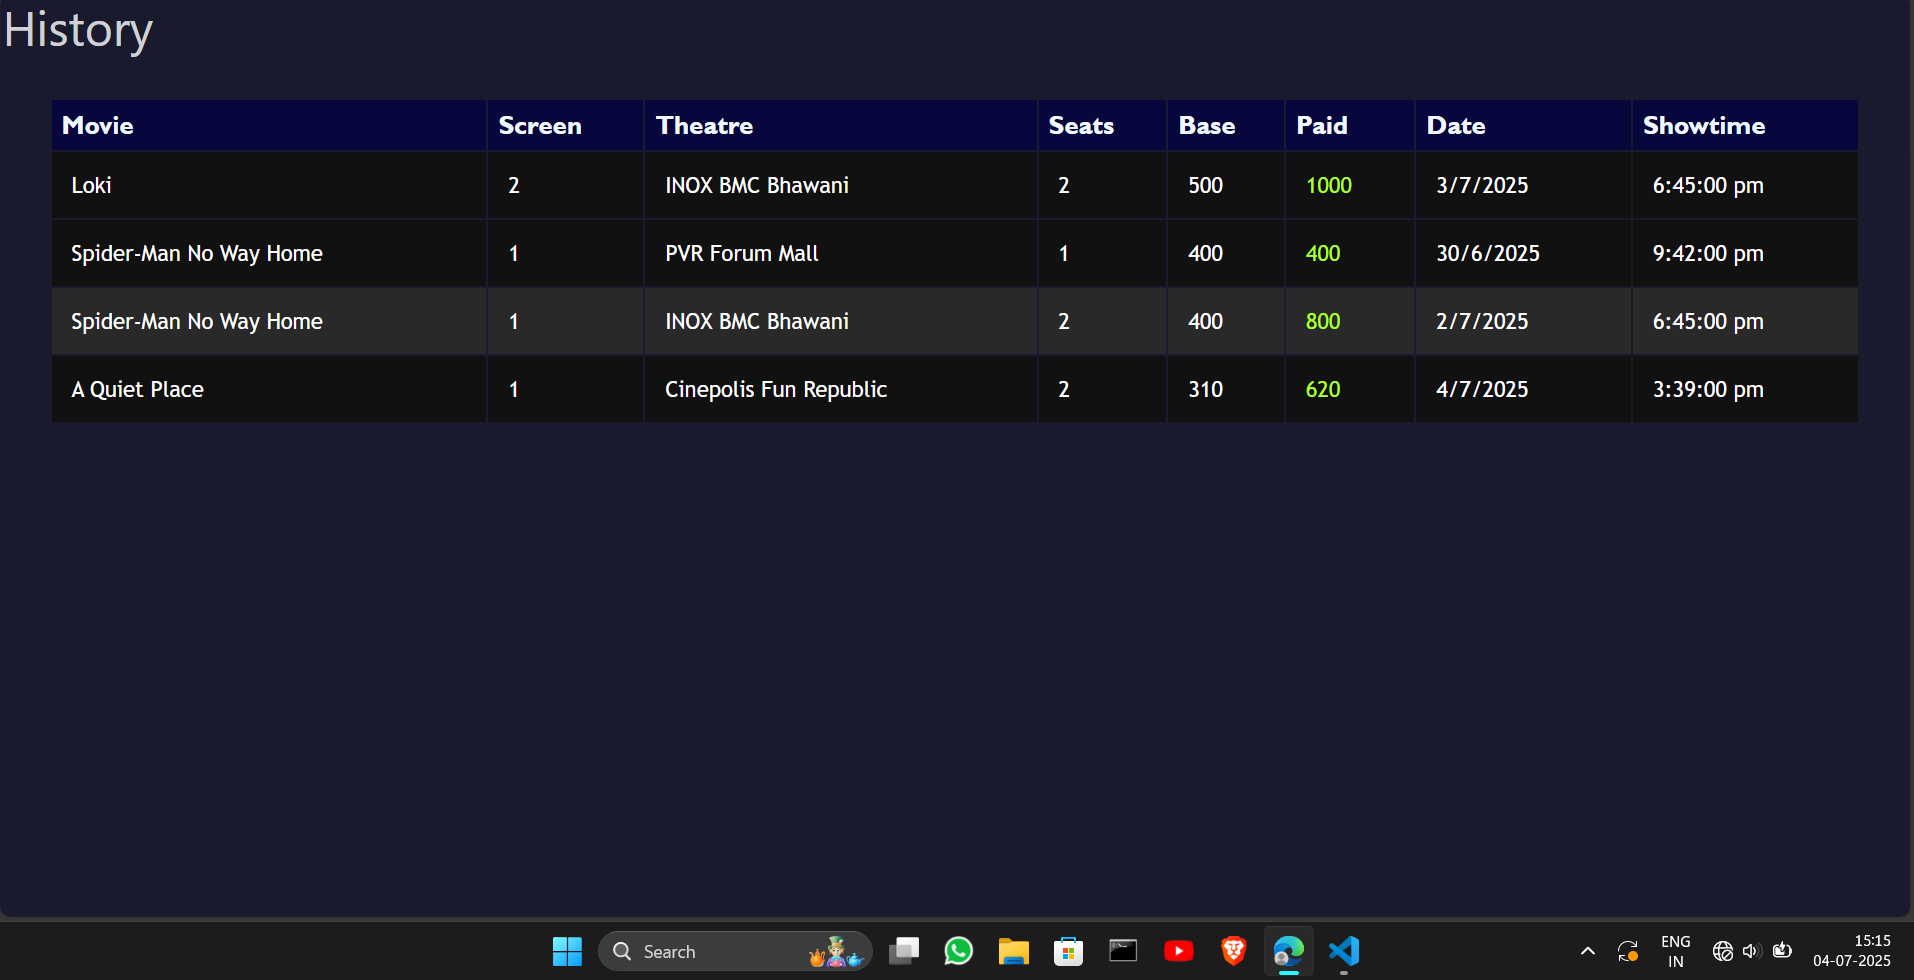 History
Movie Screen Theatre Seats Base Paid Date Showtime
Loki 2 INOX BMC Bhawani 2 500 1000 3/7/2025 6:45:00 pm
Spider-Man No Way Home 1 PVR Forum Mall 1 400 400 30/6/2025 9:42:00 pm
Spider-Man No Way Home 1 INOX BMC Bhawani 2 400 800 2/7/2025 6:45:00 pm
A Quiet Place 1 Cinepolis Fun Republic 2 310 620 4/7/2025 3:39:00 pm
Search
ENG
IN
15:15
04-07-2025